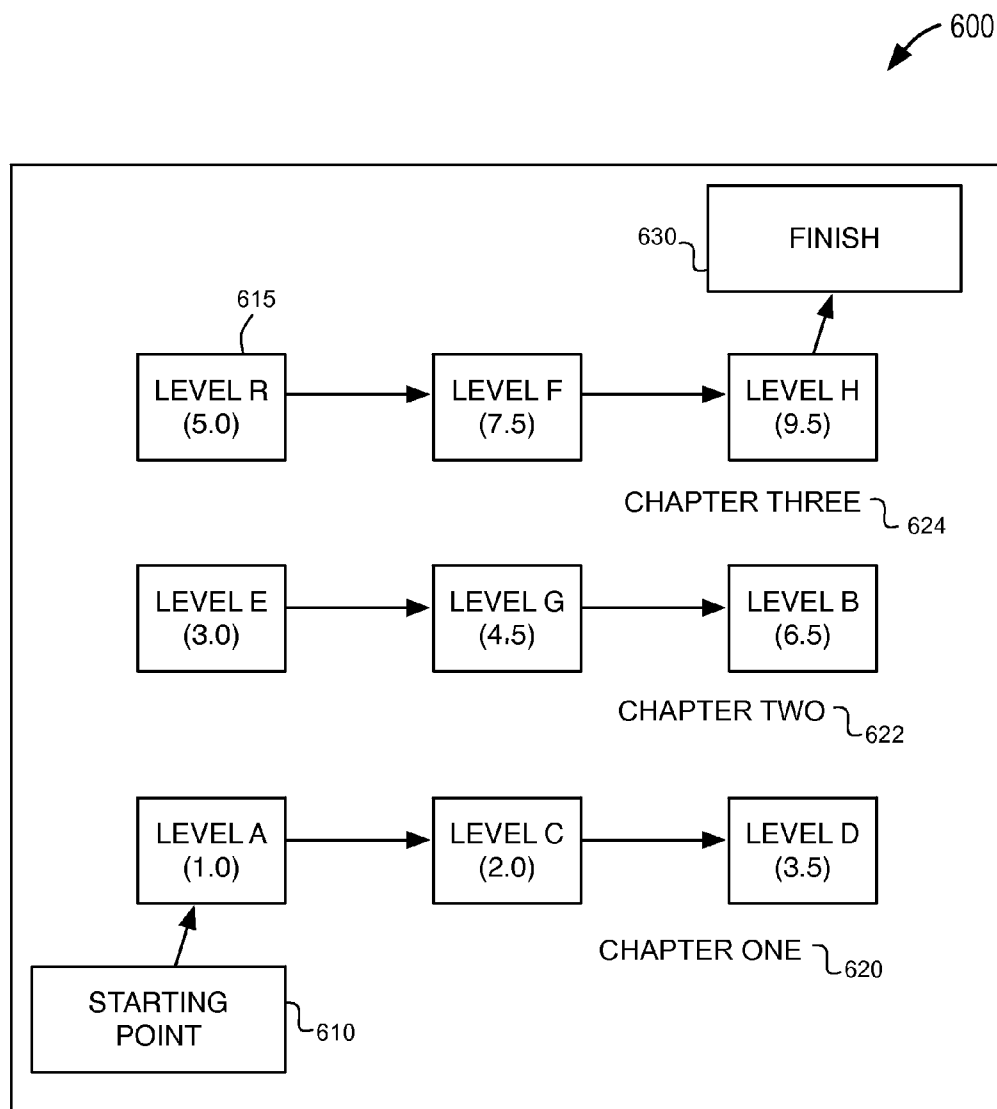 600
FINISH
630
615
LEVEL R
(5.0)
LEVEL F
(7.5)
LEVEL H
(9.5)
CHAPTER THREE
624
LEVEL E
(3.0)
LEVEL G
(4.5)
LEVEL B
(6.5)
CHAPTER TWO
622
LEVEL A
(1.0)
LEVEL C
(2.0)
LEVEL D
(3.5)
CHAPTER ONE
620
STARTING
POINT
610